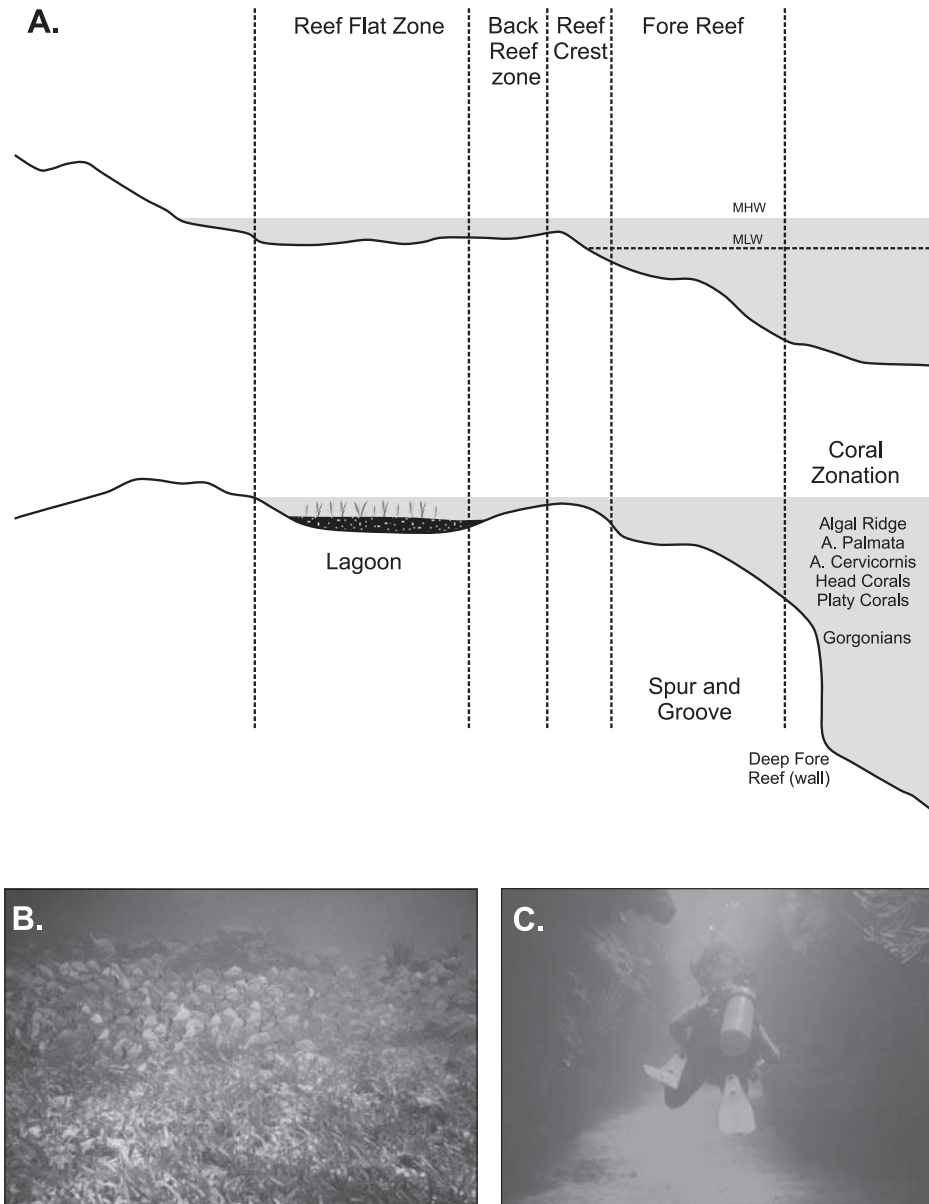 A.
Reef Flat Zone
Back
Reef
zone
Reef
Crest
Fore Reef
MHW
MLW
Coral
Zonation
Algal Ridge
A. Palmata
A. Cervicornis
Head Corals
Platy Corals
Gorgonians
Lagoon
Spur and
Groove
Deep Fore
Reef (wall)
B.
C.